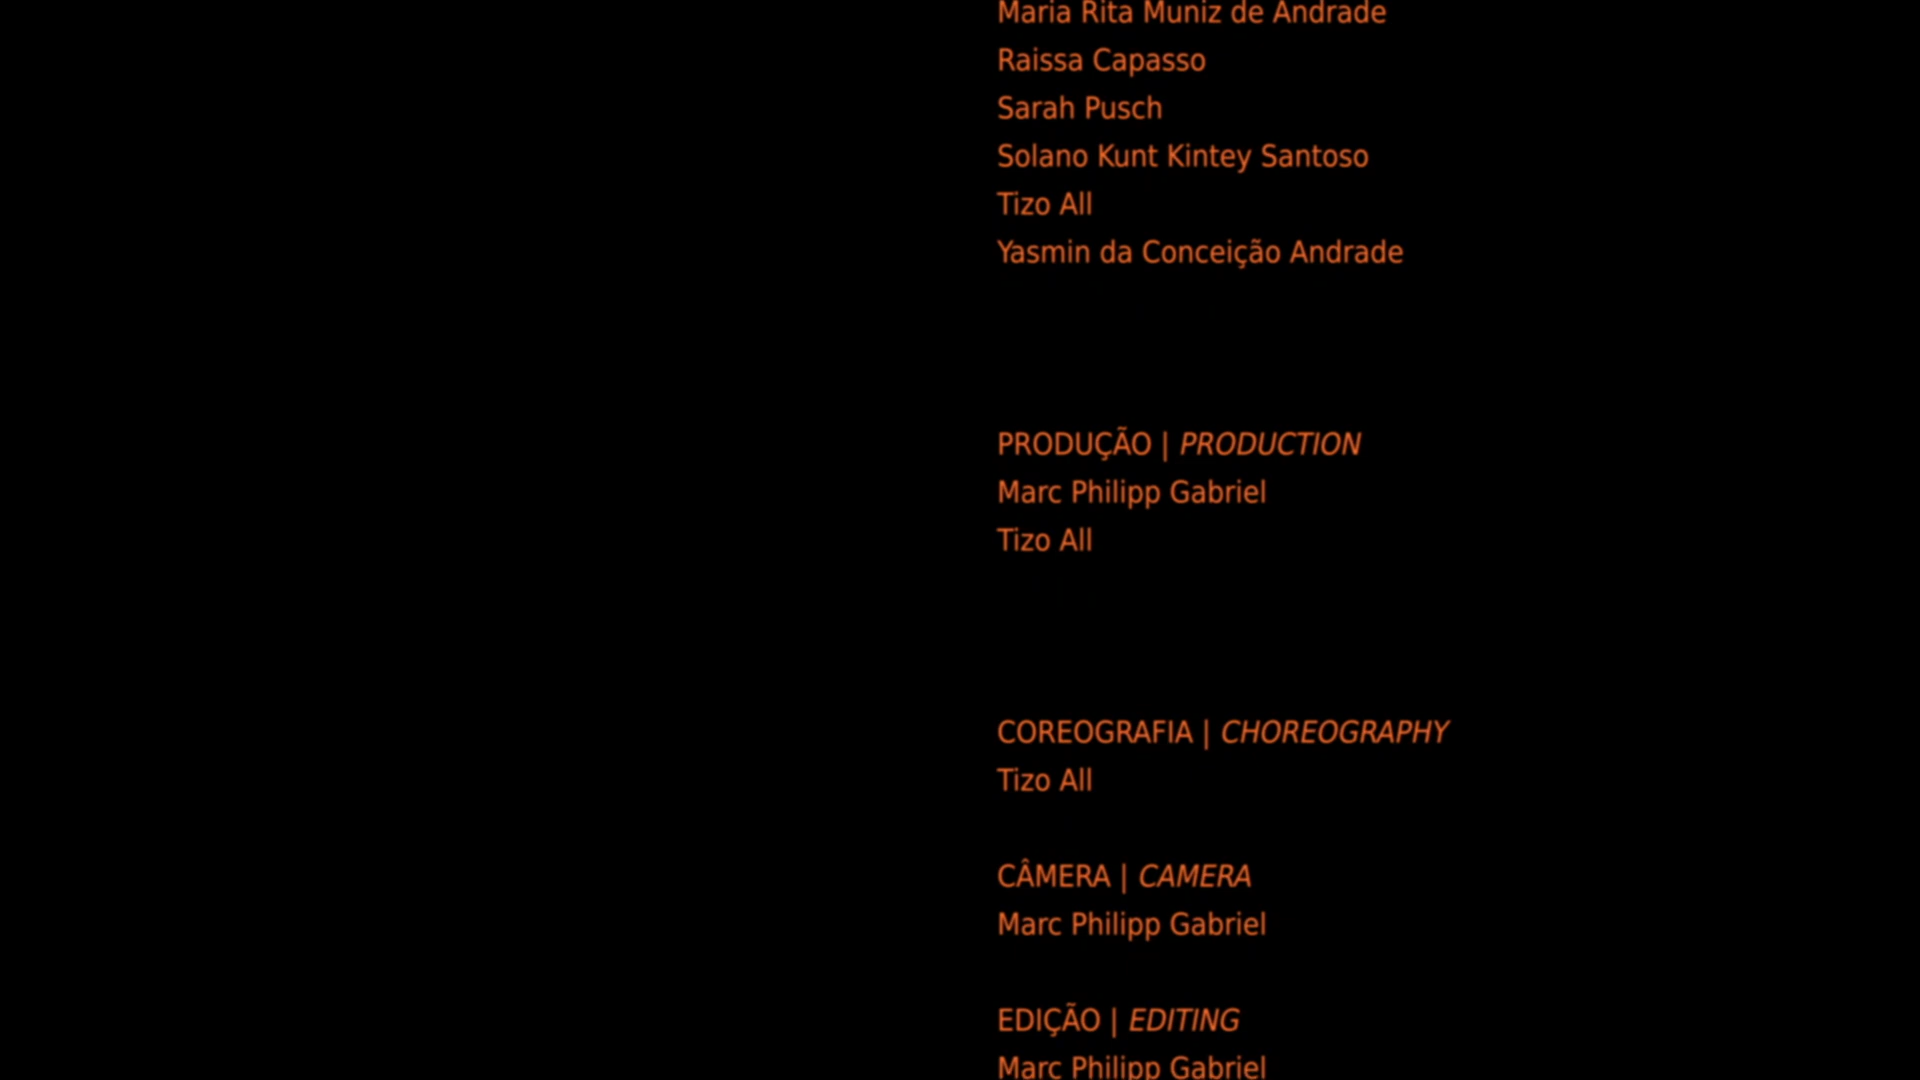 Maria Rita Muniz de Andrade
Raissa Capasso
Sarah Pusch
Solano Kunt Kintey Santoso
Tizo All
Yasmin da Conceição Andrade
PRODUÇÃO | PRODUCTION
Marc Philipp Gabriel
Tizo All
COREOGRAFIA | CHOREOGRAPHY
Tizo All
CÂMERA | CAMERA
Marc Philipp Gabriel
EDIÇÃO | EDITING
Marc Philipp Gabriel